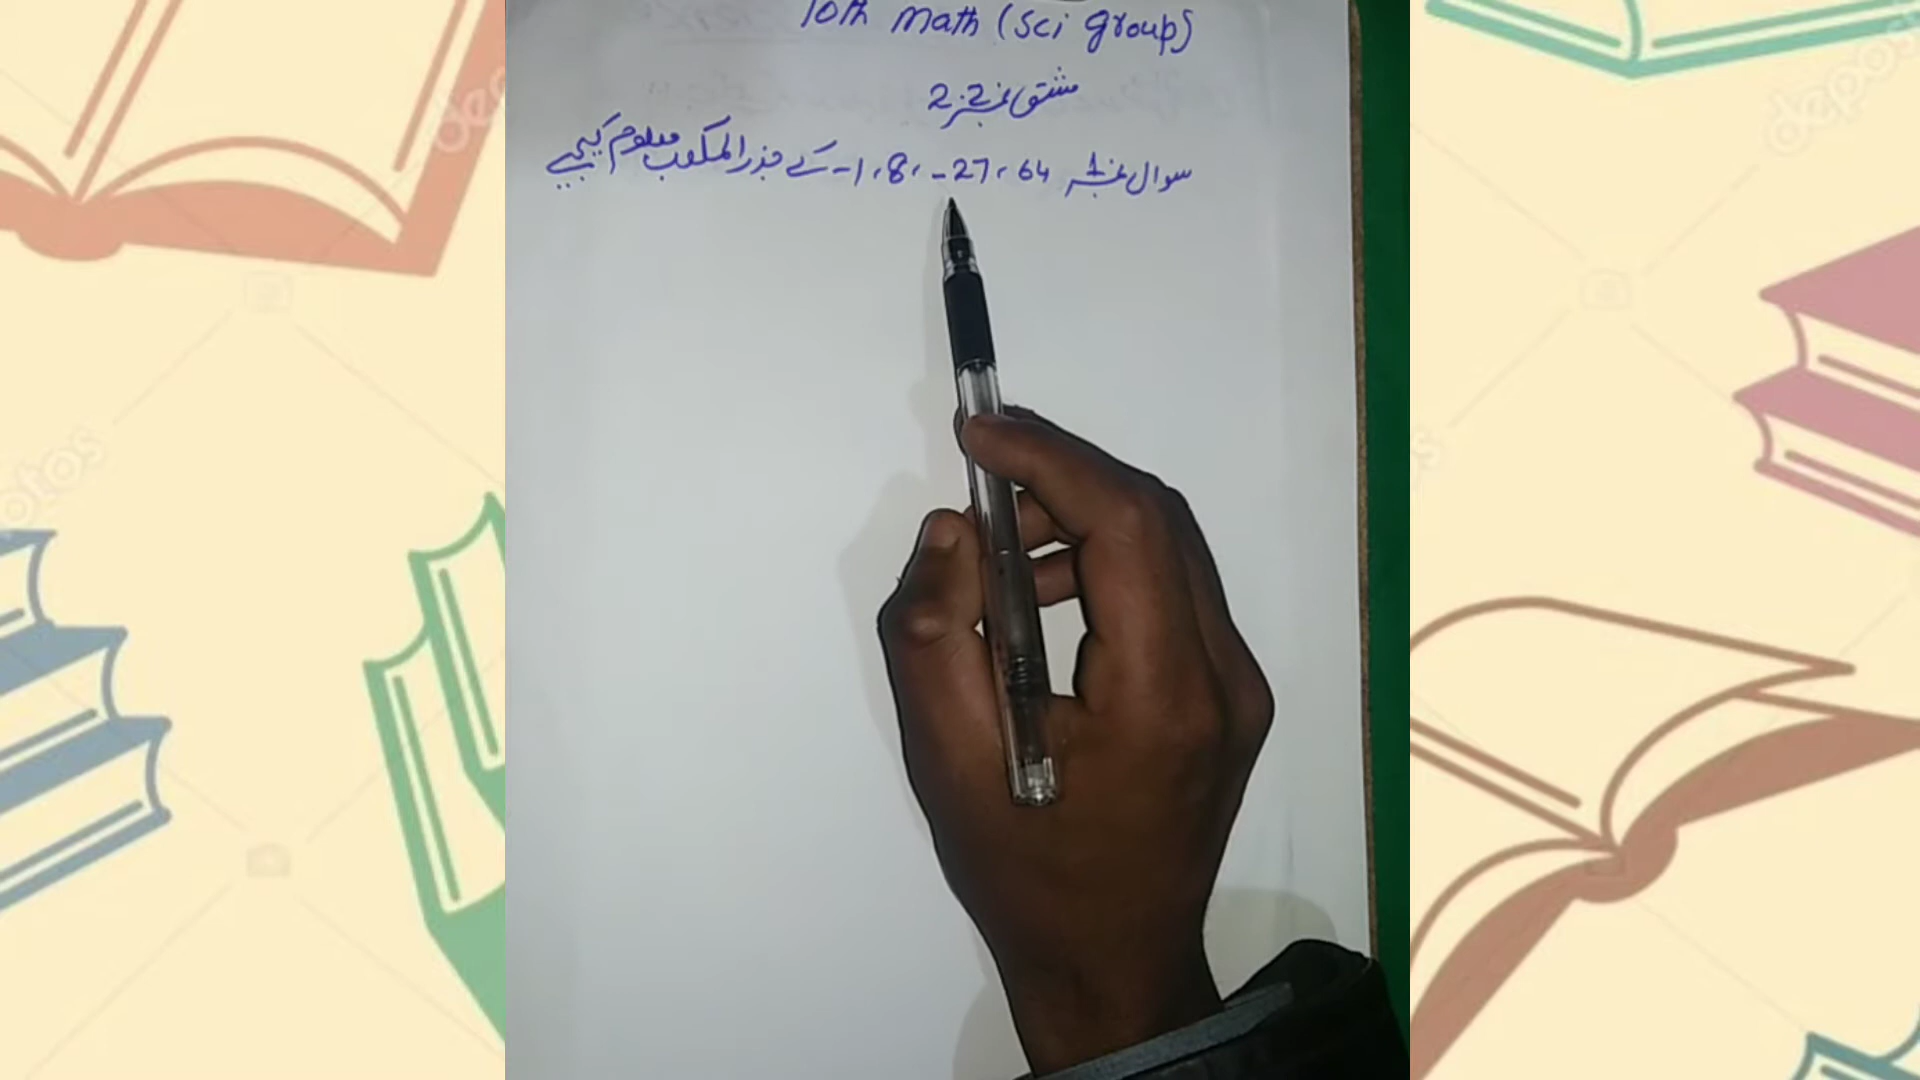 10th Math (Sci group)
مشق نمبر 2.2
سوال نمبر 1 64 ، 27- ، 8 ، 1- کے جذر المکعب معلوم کیجیے